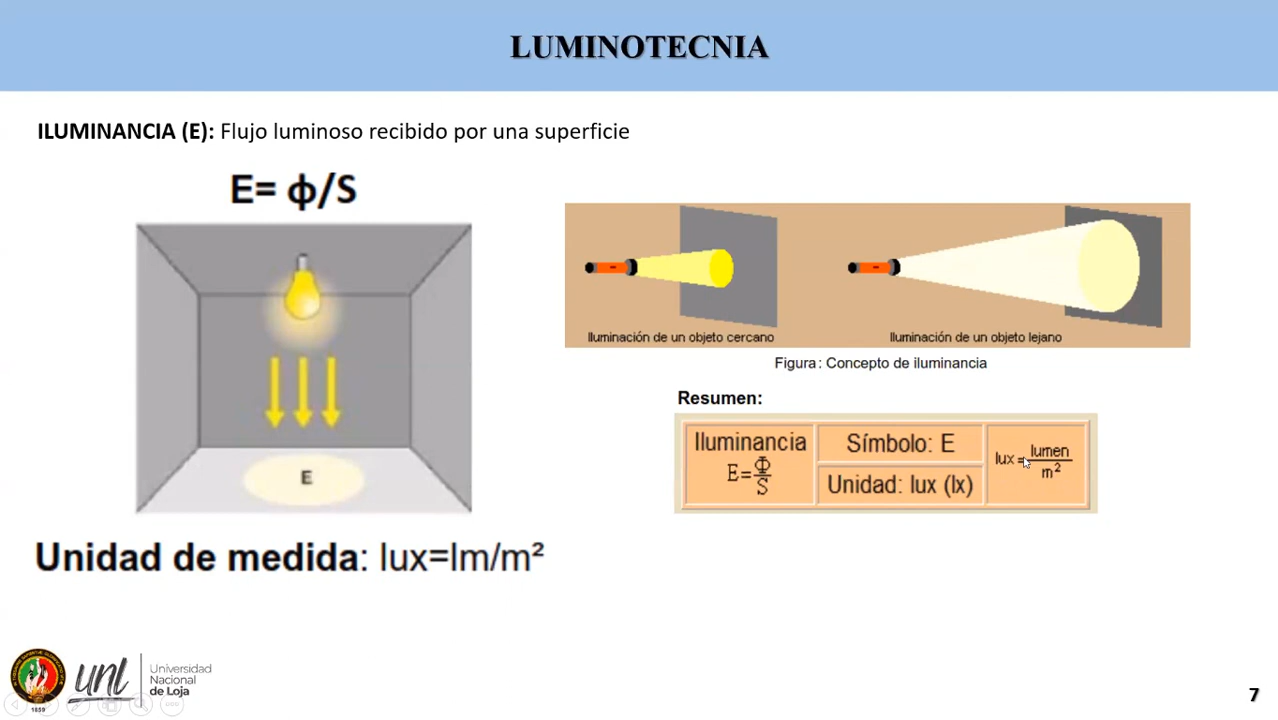 LUMINOTECNIA
ILUMINANCIA (E): Flujo luminoso recibido por una superficie
E= ϕ/S
E
Unidad de medida: lux=lm/m²
Iluminación de un objeto cercano
Iluminación de un objeto lejano
Figura : Concepto de iluminancia
Resumen:
Iluminancia
E=Φ/S
Símbolo: E
Unidad: lux (lx)
lux=lumen/m²
1859
unl
Universidad
Nacional
de Loja
7